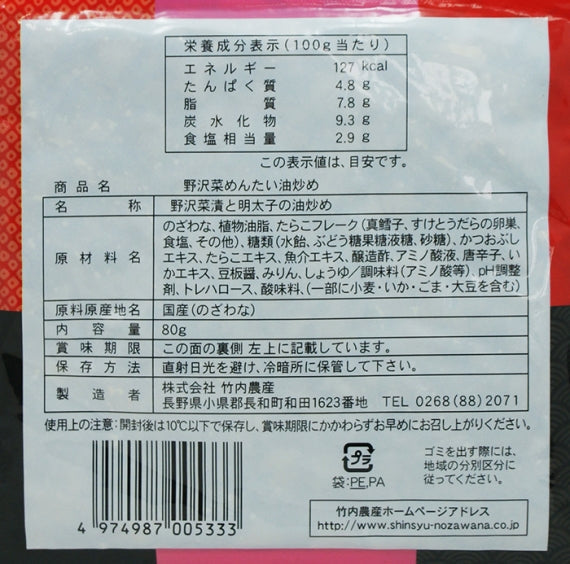 栄養成分表示(100g当たり)
エネルギー 127 kcal
たんぱく質 4.8 g
脂質 7.8 g
炭水化物 9.3 g
食塩相当量 2.9 g
この表示値は、目安です。
商品名 野沢菜めんたい油炒め
名称 野沢菜漬と明太子の油炒め
原材料名 のざわな、植物油脂、たらこフレーク(真鱈子、すけとうだらの卵巣、
食塩、その他)、糖類(水飴、ぶどう糖果糖液糖、砂糖)、かつおぶし
エキス、たらこエキス、魚介エキス、醸造酢、アミノ酸液、唐辛子、い
かエキス、豆板醤、みりん、しょうゆ／調味料(アミノ酸等)、pH調整
剤、トレハロース、酸味料、(一部に小麦・いか・ごま・大豆を含む)
原料原産地名 国産(のざわな)
内容量 80g
賞味期限 この面の裏側 左上に記載しています。
保存方法 直射日光を避け、冷暗所に保管して下さい。
製造者 株式会社 竹内農産
長野県小県郡長和町和田1623番地 TEL 0268(88)2071
使用上の注意:開封後は10℃以下で保存し、賞味期限にかかわらずお早めにお召し上がりください。
プラ
袋:PE,PA
ゴミを出す際には、
地域の分別区分に
従ってください。
4 974987 005333
竹内農産ホームページアドレス
http://www.shinsyu-nozawana.co.jp